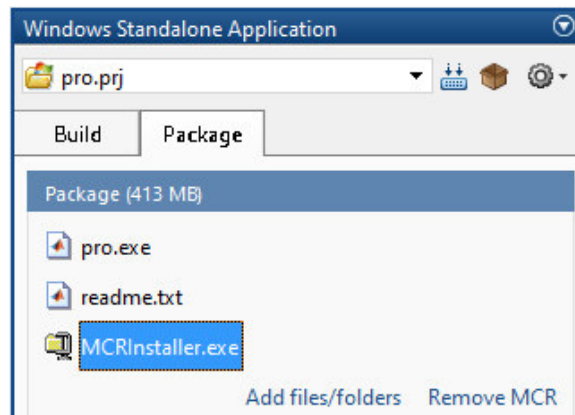 Windows Standalone Application
pro.prj
Build Package
Package (413 MB)
pro.exe
readme.txt
MCRInstaller.exe
Add files/folders Remove MCR